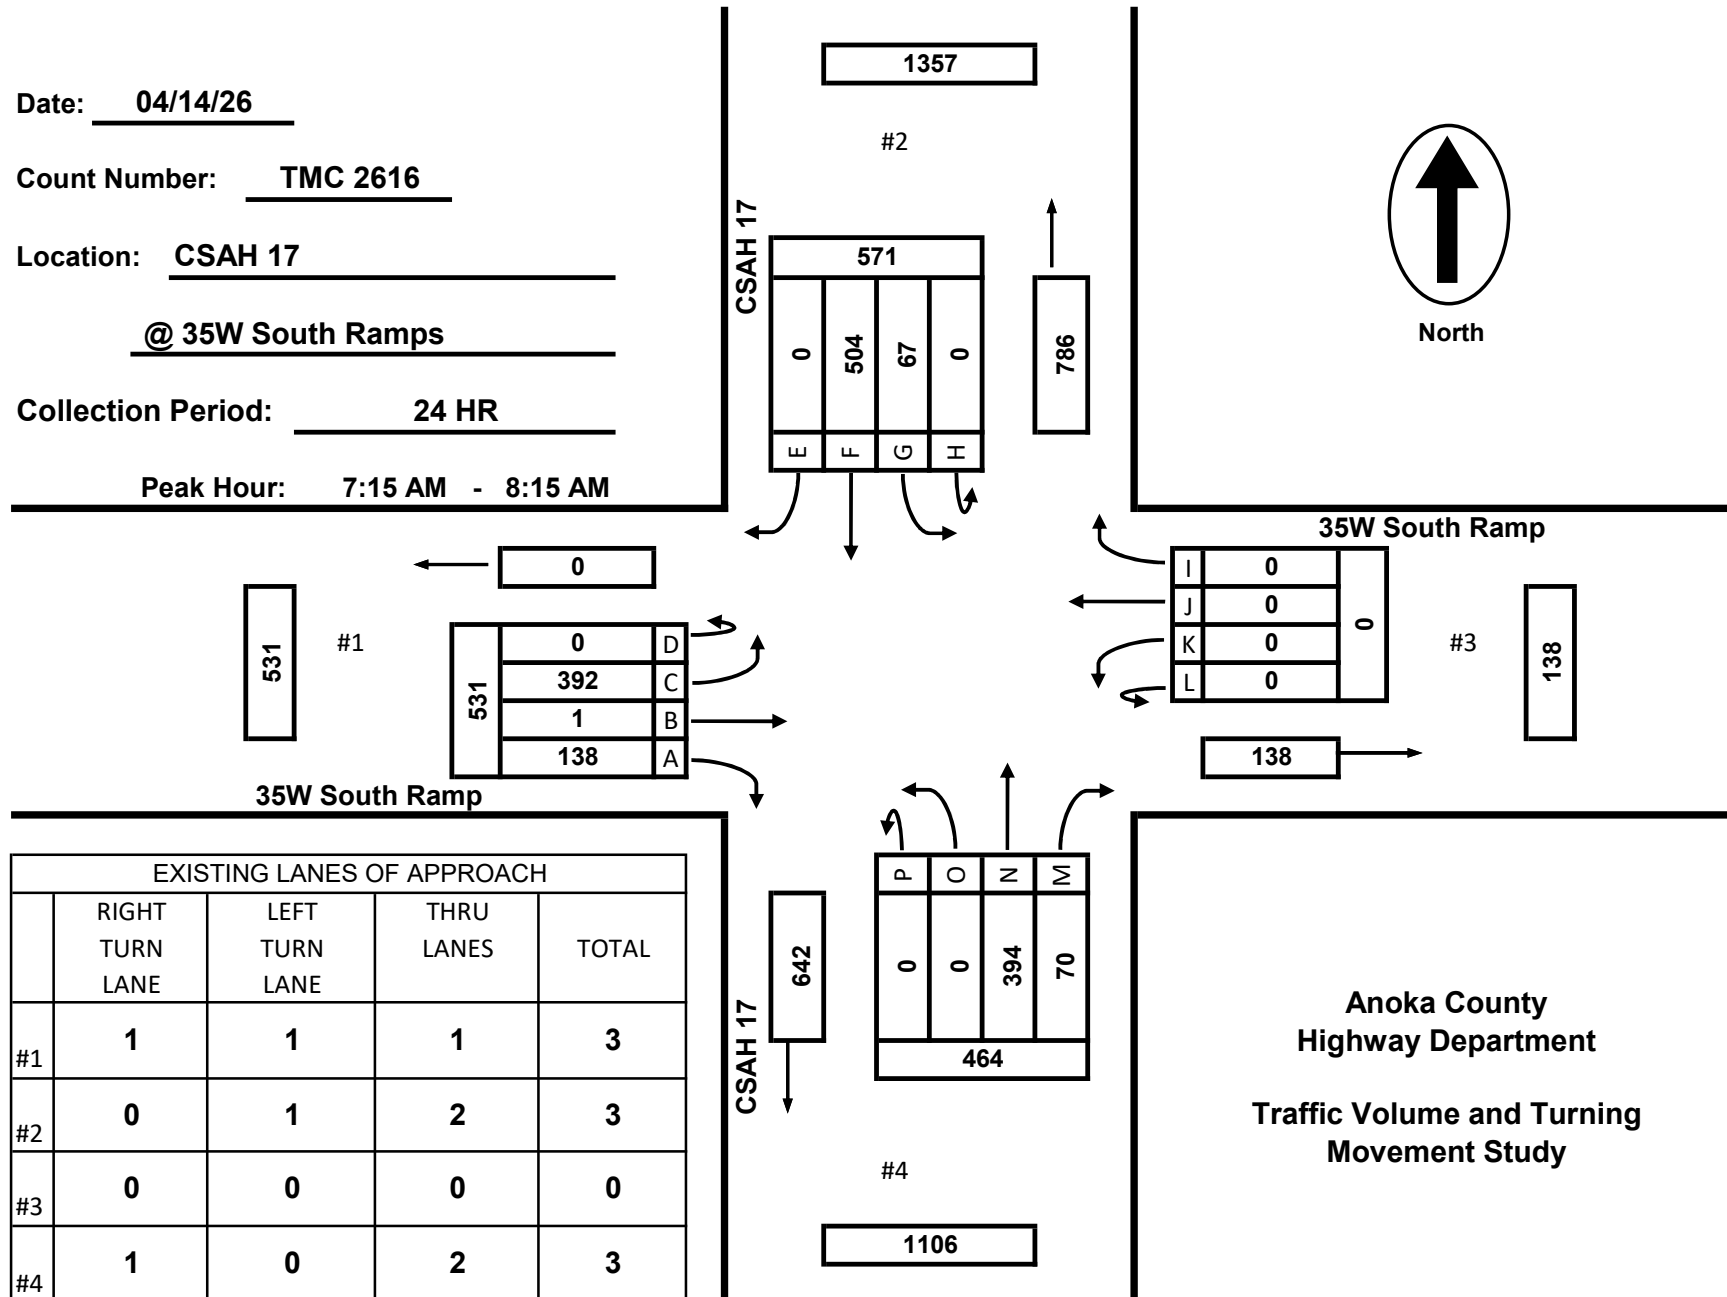 1357
Date: 04/14/26
#2
Count Number: TMC 2616
CSAH 17
Location: CSAH 17
571
@ 35W South Ramps
North
0 504 67 0
786
Collection Period: 24 HR
E F G H
Peak Hour: 7:15 AM - 8:15 AM
35W South Ramp
0
I 0
J 0
K 0
L 0
0
#3
138
531
#1
531
0 D
392 C
1 B
138 A
138
35W South Ramp
EXISTING LANES OF APPROACH
RIGHT TURN LANE
LEFT TURN LANE
THRU LANES
TOTAL
#1 1 1 1 3
#2 0 1 2 3
#3 0 0 0 0
#4 1 0 2 3
P O N M
642
0 0 394 70
CSAH 17
464
#4
1106
Anoka County
Highway Department
Traffic Volume and Turning
Movement Study